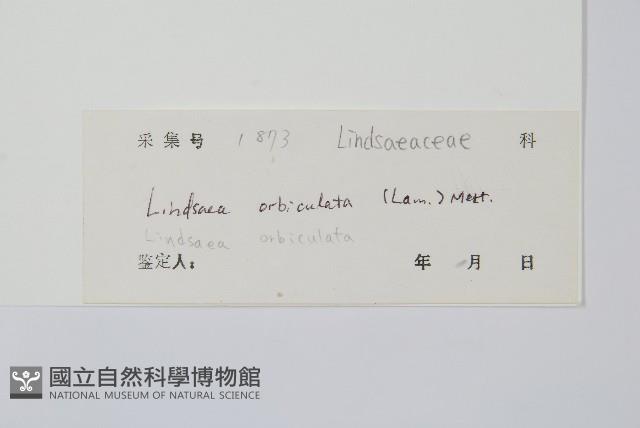 采集号 1873 Lindsaeaceae 科
Lindsaea orbiculata (Lam.) Mett.
Lindsaea orbiculata
鉴定人: 年 月 日
國立自然科學博物館
NATIONAL MUSEUM OF NATURAL SCIENCE